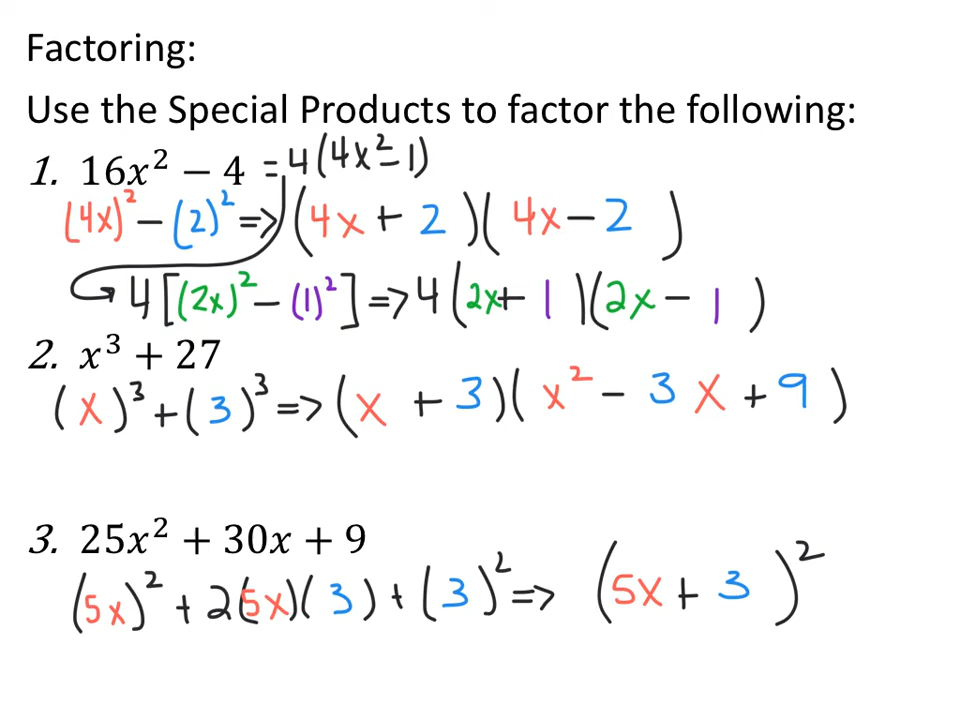 Factoring:
Use the Special Products to factor the following:
1. 16x² − 4 = 4(4x² − 1)
(4x)² − (2)² => (4x + 2)(4x − 2)
4[(2x)² − (1)²] => 4(2x + 1)(2x − 1)
2. x³ + 27
(x)³ + (3)³ => (x + 3)(x² − 3x + 9)
3. 25x² + 30x + 9
(5x)² + 2(5x)(3) + (3)² => (5x + 3)²